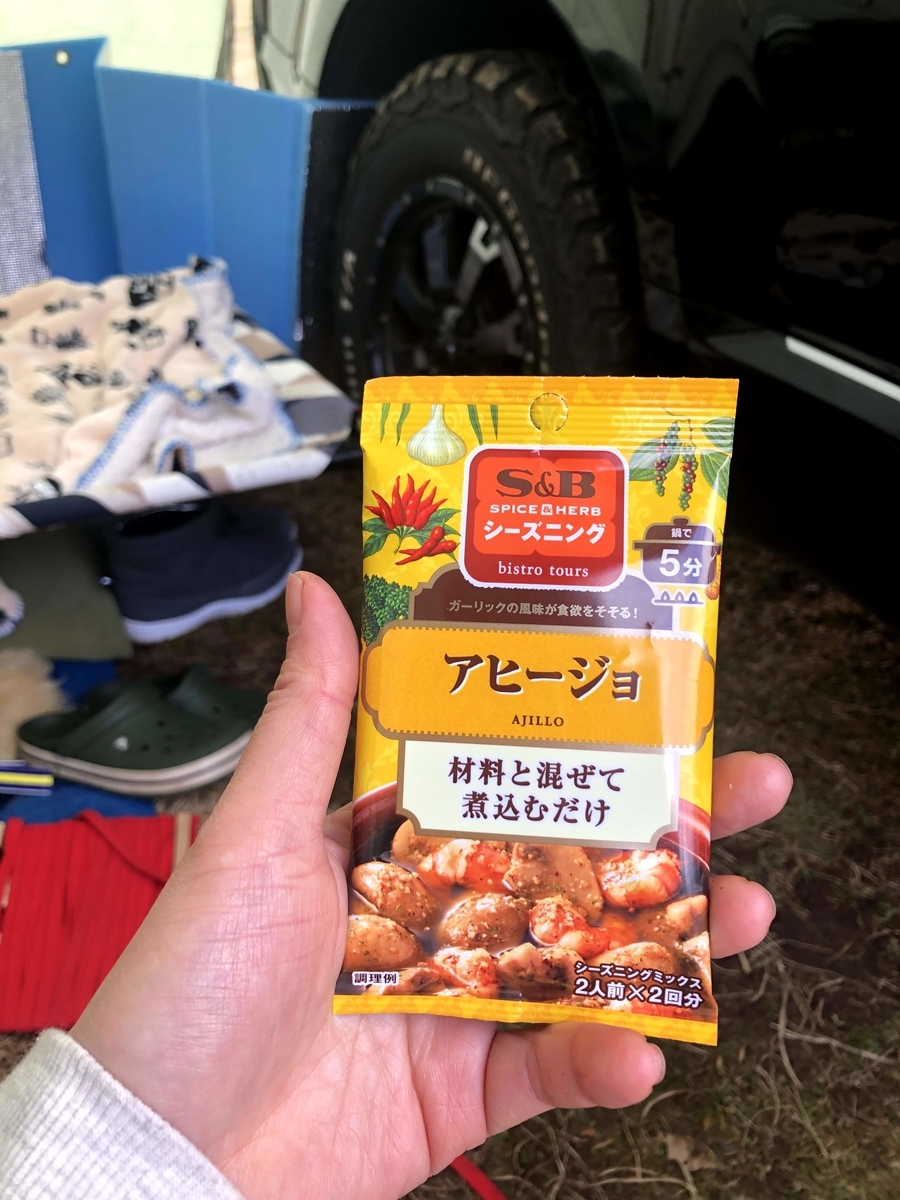 S&B
SPICE & HERB
シーズニング
bistro tours
鍋で
5分
ガーリックの風味が食欲をそそる!
アヒージョ
AJILLO
材料と混ぜて
煮込むだけ
調理例
シーズニングミックス
2人前×2回分